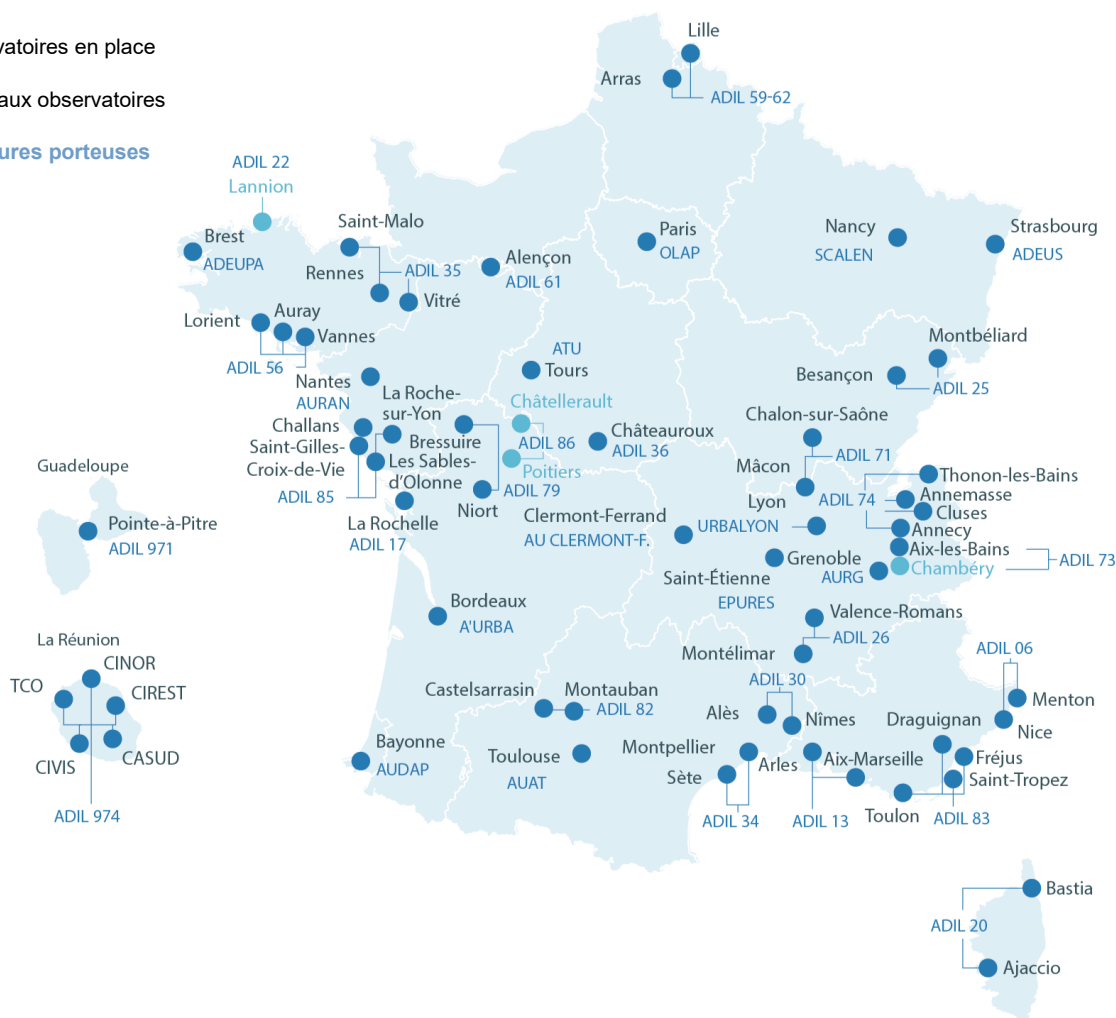 vatoires en place
aux observatoires
ures porteuses
Lille
Arras
ADIL 59-62
ADIL 22
Lannion
Brest
ADEUPA
Saint-Malo
Rennes
ADIL 35
Vitré
Alençon
ADIL 61
Paris
OLAP
Nancy
SCALEN
Strasbourg
ADEUS
Lorient
Auray
Vannes
ADIL 56
Nantes
AURAN
ATU
Tours
Montbéliard
Besançon
ADIL 25
La Roche-
sur-Yon
Challans
Saint-Gilles-
Croix-de-Vie
Bressuire
Les Sables-
d'Olonne
ADIL 85
Châtellerault
ADIL 86
Poitiers
Châteauroux
ADIL 36
Niort
ADIL 79
La Rochelle
ADIL 17
Chalon-sur-Saône
ADIL 71
Mâcon
Lyon
URBALYON
ADIL 74
Thonon-les-Bains
Annemasse
Cluses
Annecy
Aix-les-Bains
Chambéry
ADIL 73
Clermont-Ferrand
AU CLERMONT-F.
Grenoble
AURG
Saint-Étienne
EPURES
Guadeloupe
Pointe-à-Pitre
ADIL 971
Bordeaux
A'URBA
Valence-Romans
ADIL 26
Montélimar
La Réunion
CINOR
TCO
CIREST
CIVIS
CASUD
ADIL 974
Castelsarrasin
Montauban
ADIL 82
ADIL 30
Alès
Nîmes
ADIL 06
Menton
Nice
Bayonne
AUDAP
Toulouse
AUAT
Montpellier
Sète
ADIL 34
Arles
Aix-Marseille
ADIL 13
Draguignan
Fréjus
Saint-Tropez
Toulon
ADIL 83
Bastia
ADIL 20
Ajaccio